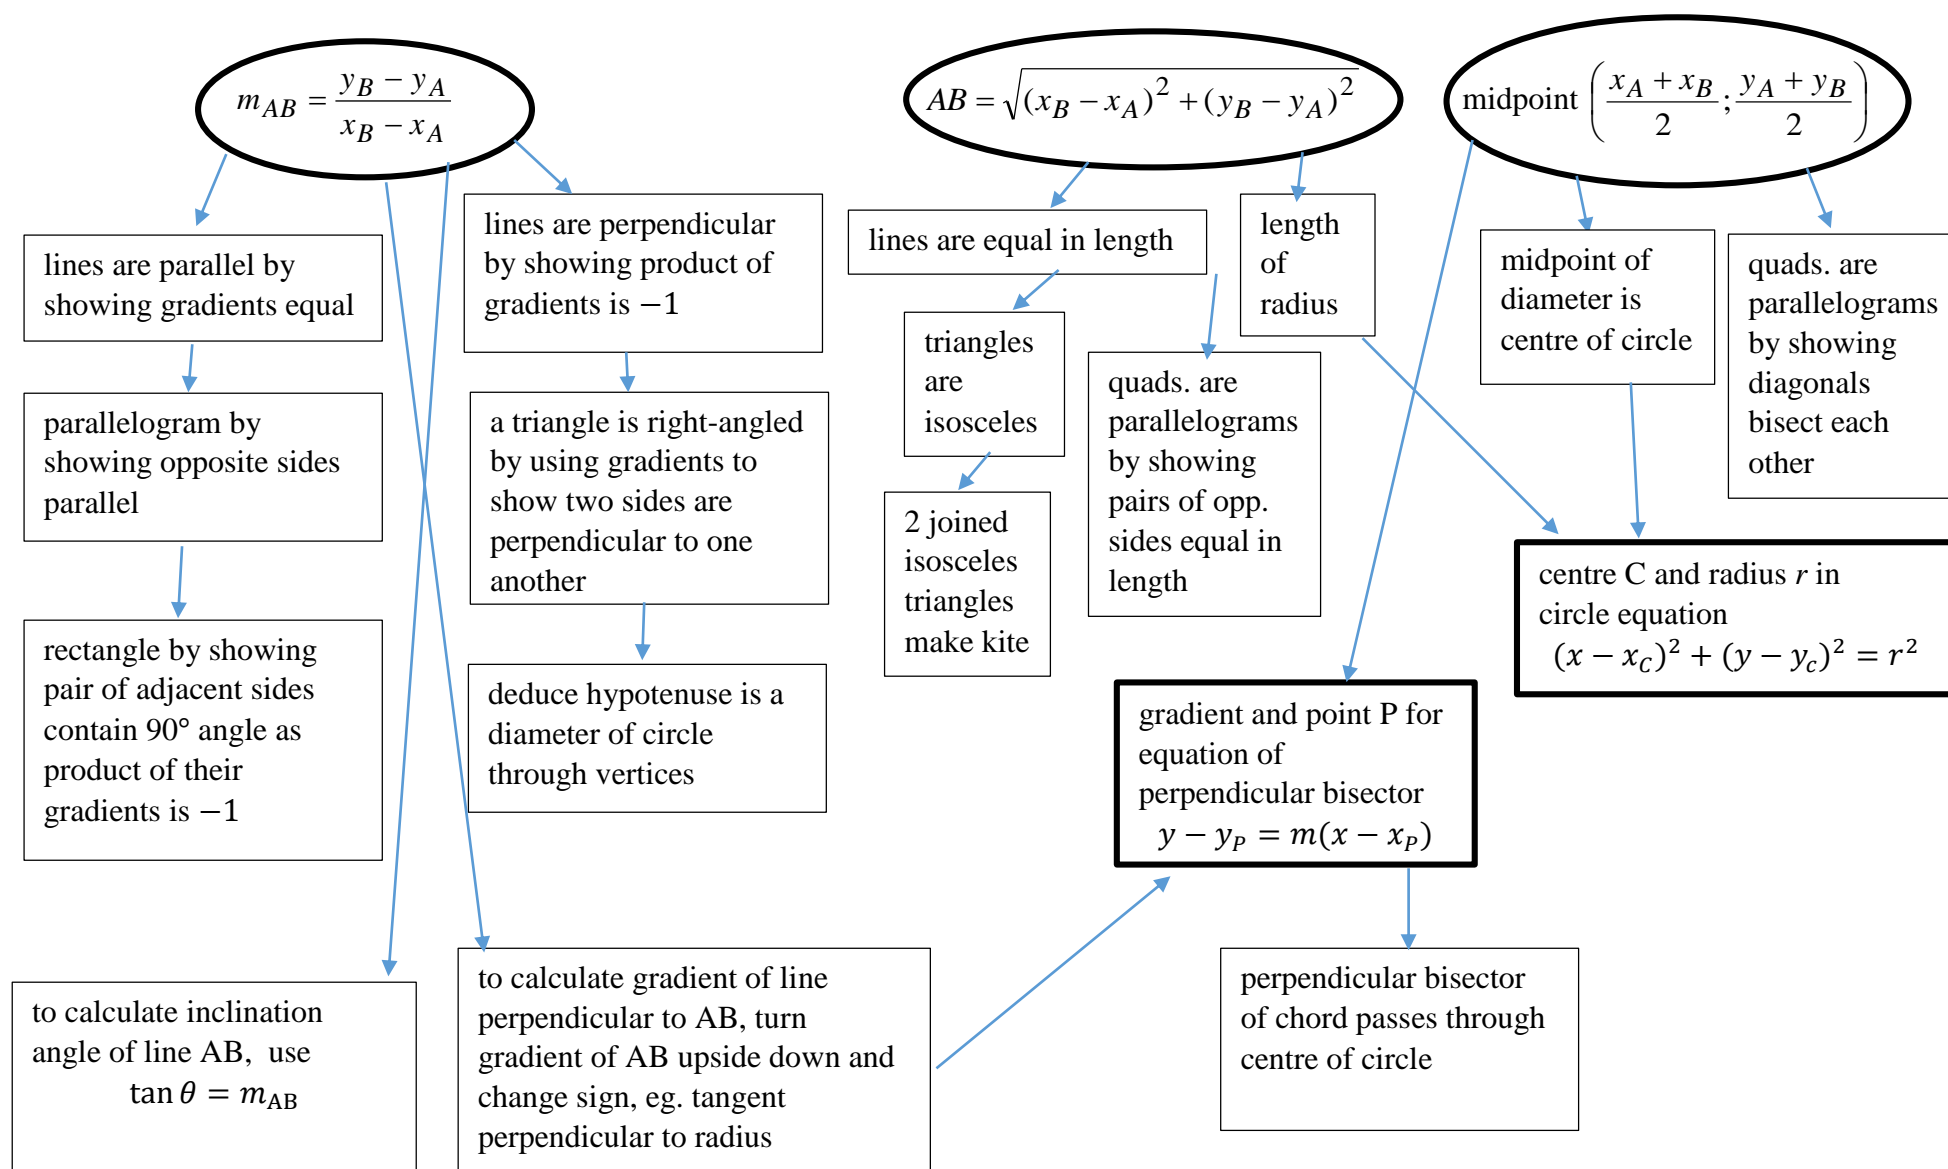 m_AB = (y_B − y_A)/(x_B − x_A)
AB = √((x_B − x_A)² + (y_B − y_A)²)
midpoint ((x_A + x_B)/2 ; (y_A + y_B)/2)
lines are parallel by
showing gradients equal
parallelogram by
showing opposite sides
parallel
rectangle by showing
pair of adjacent sides
contain 90° angle as
product of their
gradients is −1
lines are perpendicular
by showing product of
gradients is −1
a triangle is right-angled
by using gradients to
show two sides are
perpendicular to one
another
deduce hypotenuse is a
diameter of circle
through vertices
lines are equal in length
triangles
are
isosceles
2 joined
isosceles
triangles
make kite
quads. are
parallelograms
by showing
pairs of opp.
sides equal in
length
length
of
radius
midpoint of
diameter is
centre of circle
quads. are
parallelograms
by showing
diagonals
bisect each
other
centre C and radius r in
circle equation
(x − x_C)² + (y − y_c)² = r²
gradient and point P for
equation of
perpendicular bisector
y − y_P = m(x − x_P)
to calculate inclination
angle of line AB, use
tan θ = m_AB
to calculate gradient of line
perpendicular to AB, turn
gradient of AB upside down and
change sign, eg. tangent
perpendicular to radius
perpendicular bisector
of chord passes through
centre of circle